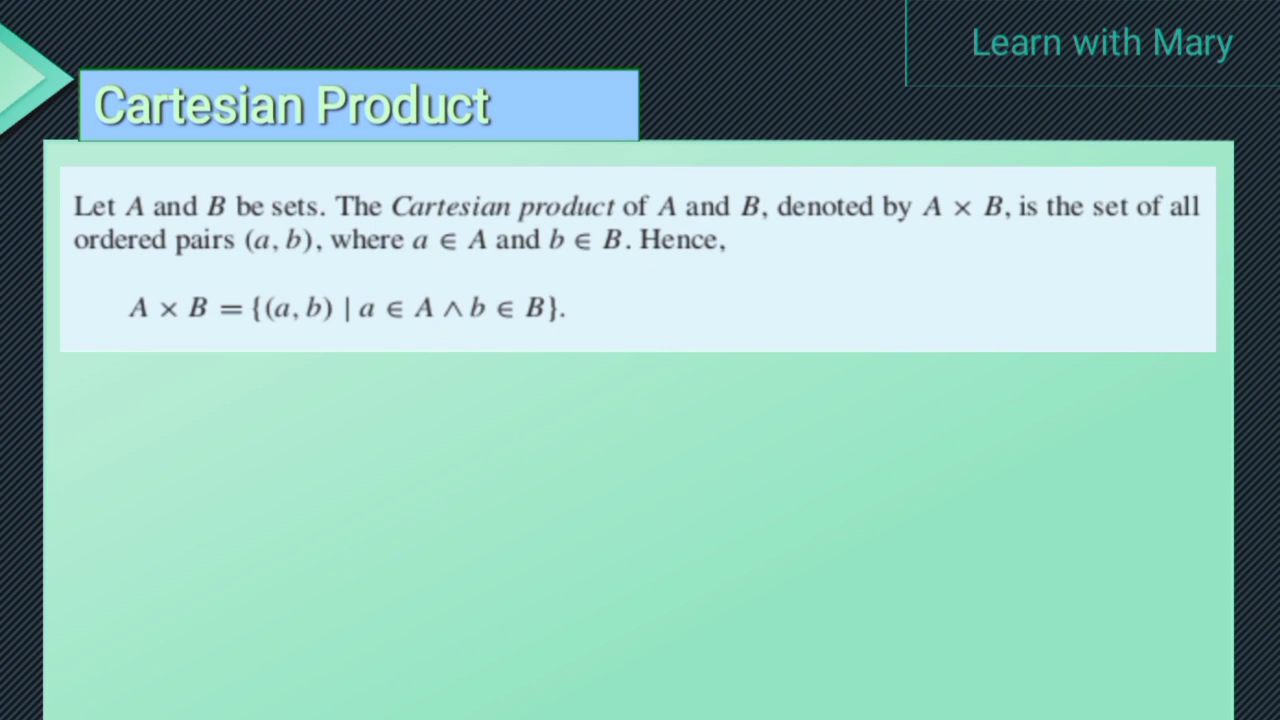 Learn with Mary
Cartesian Product
Let A and B be sets. The Cartesian product of A and B, denoted by A × B, is the set of all
ordered pairs (a, b), where a ∈ A and b ∈ B. Hence,
A × B = {(a, b) | a ∈ A ∧ b ∈ B}.